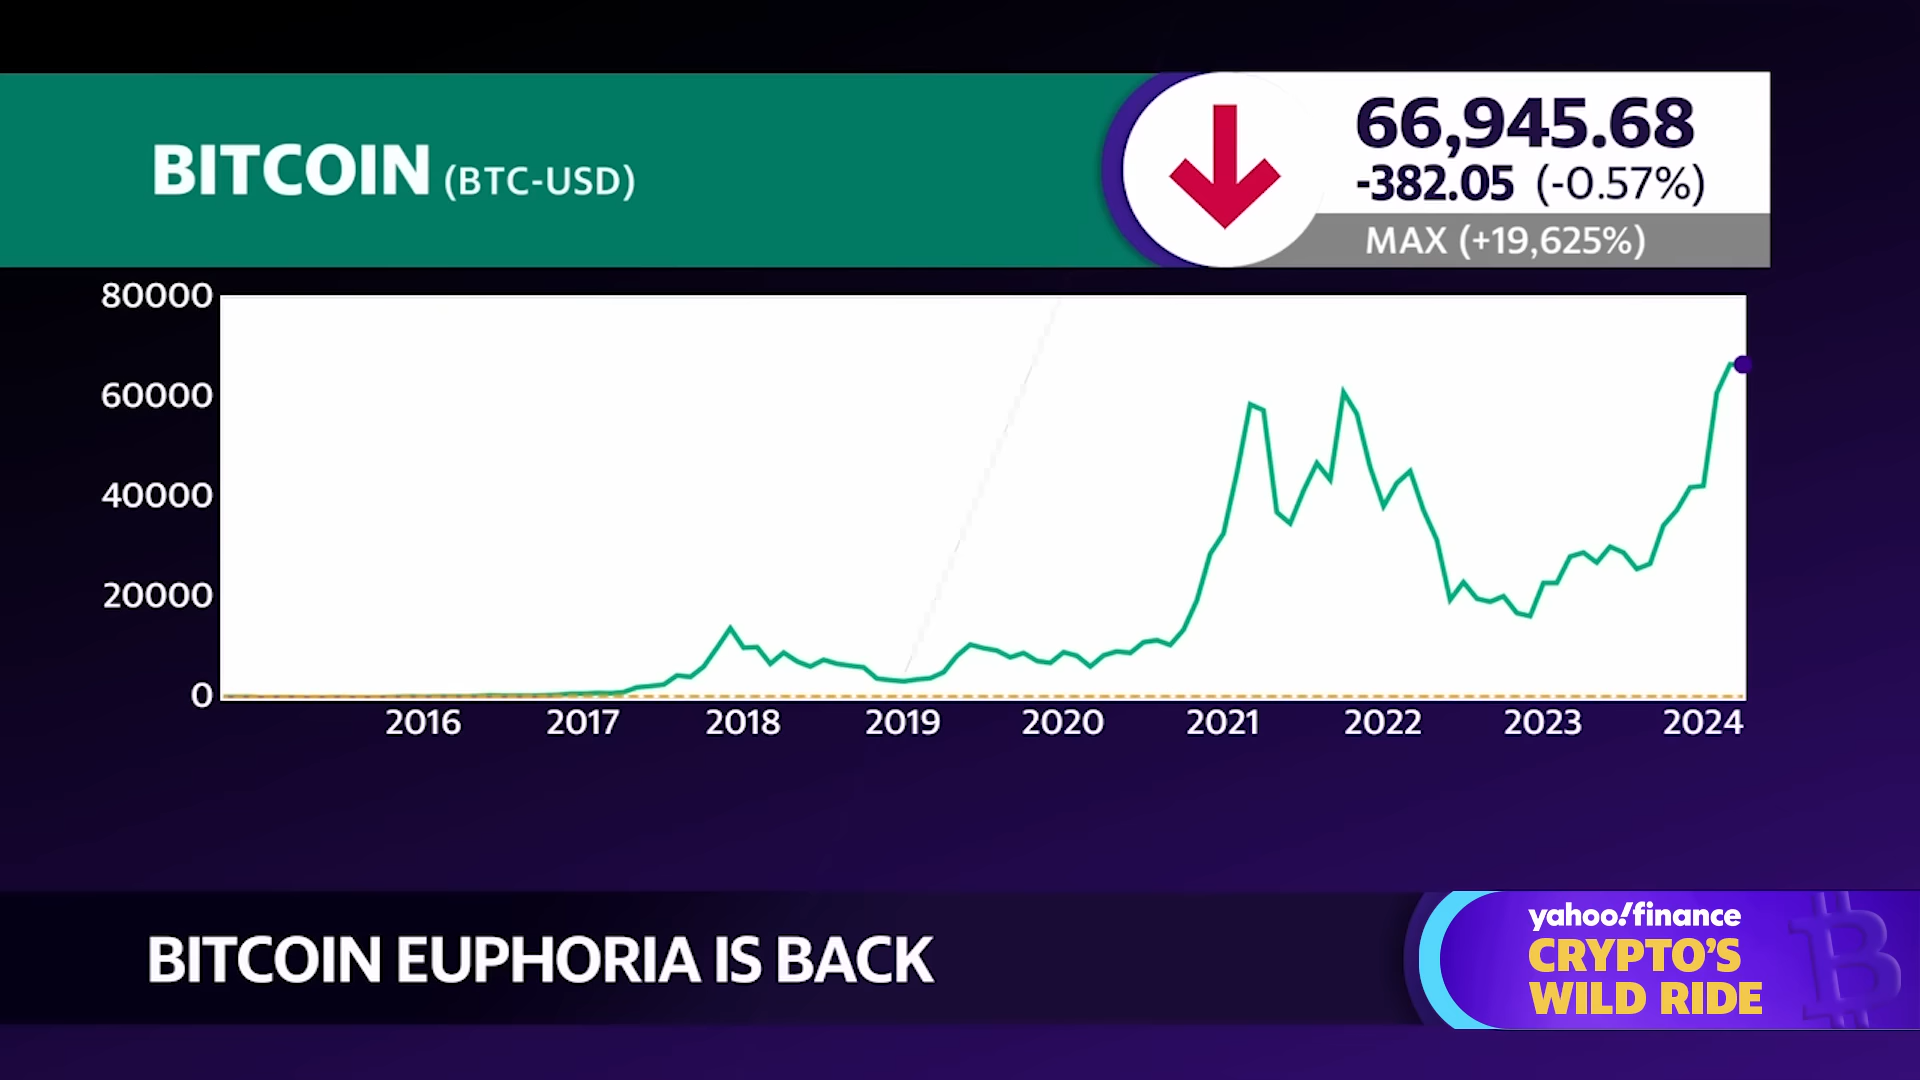 BITCOIN (BTC-USD)
66,945.68
-382.05 (-0.57%)
MAX (+19,625%)
80000
60000
40000
20000
0
2016 2017 2018 2019 2020 2021 2022 2023 2024
BITCOIN EUPHORIA IS BACK
yahoo!finance
CRYPTO'S
WILD RIDE